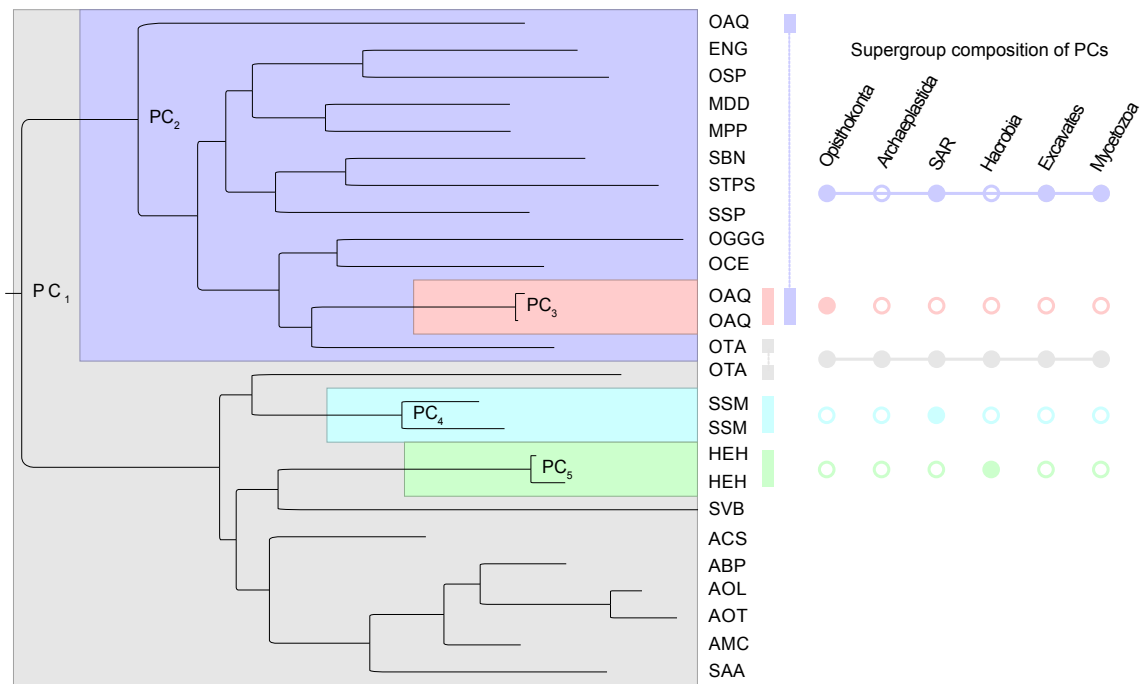 OAQ
ENG
Supergroup composition of PCs
OSP
MDD
PC2
MPP
Opisthokonta
Archaeplastida
SAR
Hacrobia
Excavates
Mycetozoa
SBN
STPS
SSP
OGGG
OCE
PC1
OAQ
PC3
OAQ
OTA
OTA
SSM
PC4
SSM
HEH
PC5
HEH
SVB
ACS
ABP
AOL
AOT
AMC
SAA